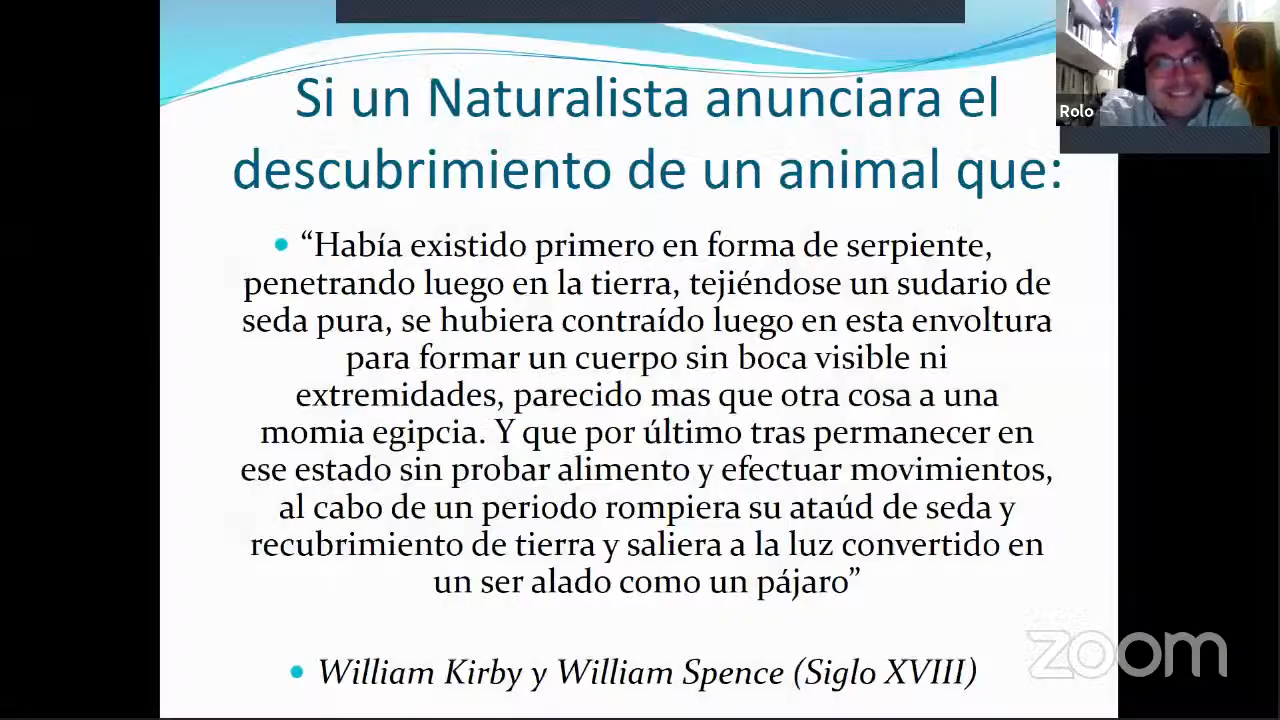 Si un Naturalista anunciara el
descubrimiento de un animal que:
Rolo
• “Había existido primero en forma de serpiente,
penetrando luego en la tierra, tejiéndose un sudario de
seda pura, se hubiera contraído luego en esta envoltura
para formar un cuerpo sin boca visible ni
extremidades, parecido mas que otra cosa a una
momia egipcia. Y que por último tras permanecer en
ese estado sin probar alimento y efectuar movimientos,
al cabo de un periodo rompiera su ataúd de seda y
recubrimiento de tierra y saliera a la luz convertido en
un ser alado como un pájaro”
• William Kirby y William Spence (Siglo XVIII)
zoom